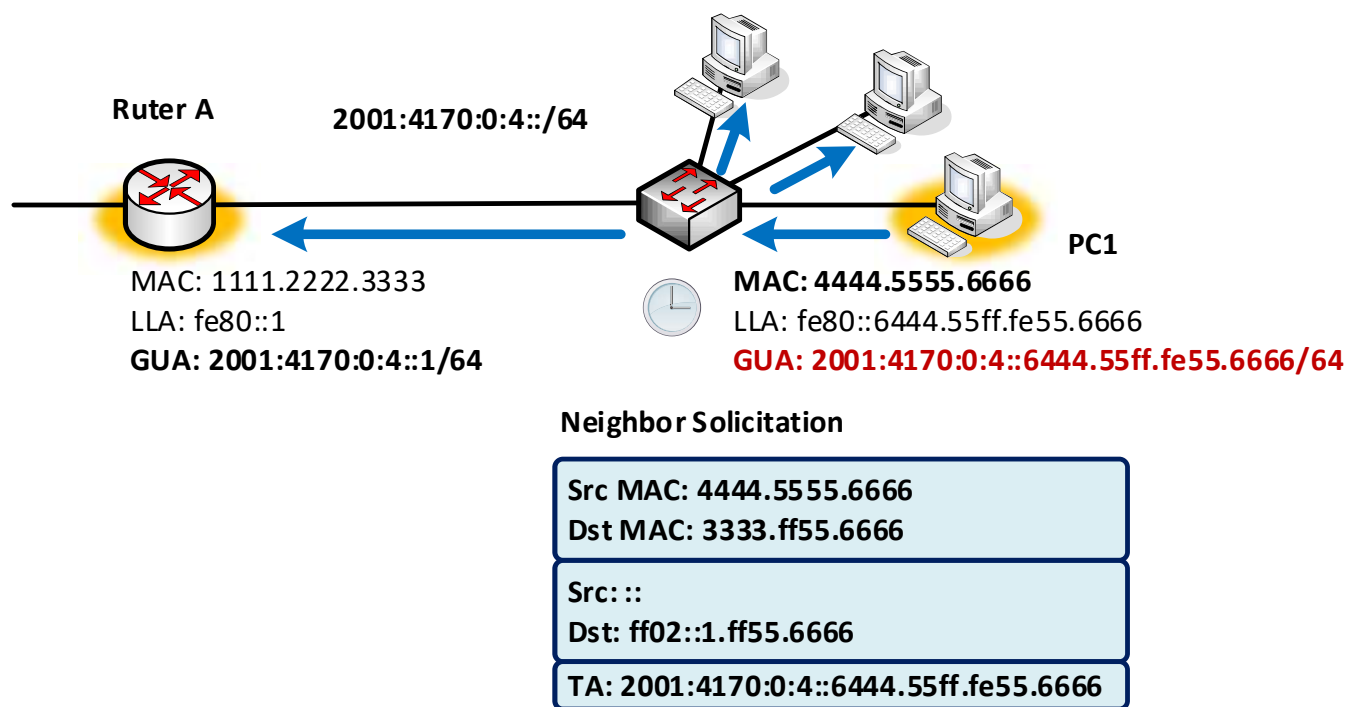 Ruter A
2001:4170:0:4::/64
PC1
MAC: 1111.2222.3333
LLA: fe80::1
GUA: 2001:4170:0:4::1/64
MAC: 4444.5555.6666
LLA: fe80::6444.55ff.fe55.6666
GUA: 2001:4170:0:4::6444.55ff.fe55.6666/64
Neighbor Solicitation
Src MAC: 4444.5555.6666
Dst MAC: 3333.ff55.6666
Src: ::
Dst: ff02::1.ff55.6666
TA: 2001:4170:0:4::6444.55ff.fe55.6666